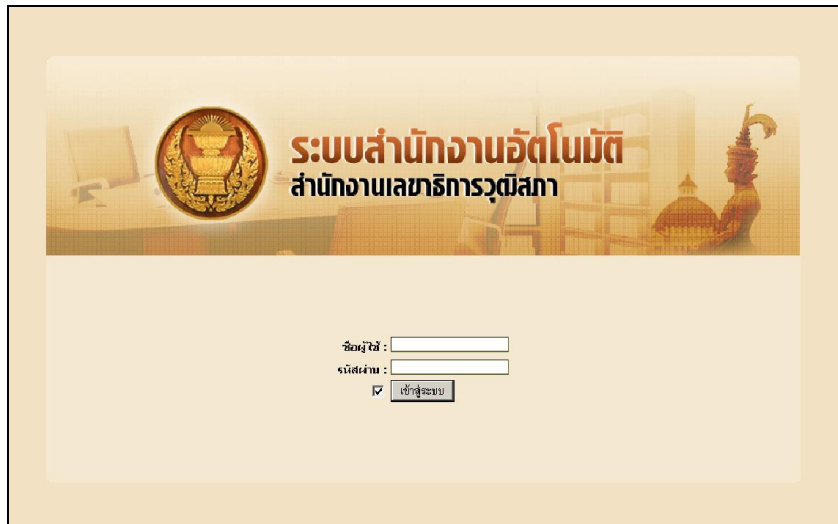 ระบบสำนักงานอัตโนมัติ
สำนักงานเลขาธิการวุฒิสภา
ชื่อผู้ใช้ :
รหัสผ่าน :
เข้าสู่ระบบ